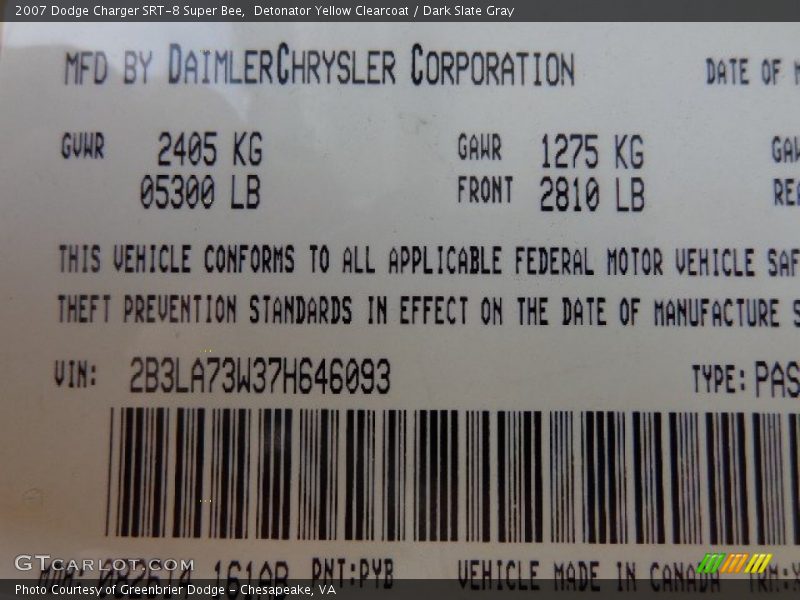 2007 Dodge Charger SRT-8 Super Bee,  Detonator Yellow Clearcoat / Dark Slate Gray
MFD BY DAIMLERCHRYSLER CORPORATION DATE OF
GVWR 2405 KG GAWR 1275 KG
05300 LB FRONT 2810 LB
THIS VEHICLE CONFORMS TO ALL APPLICABLE FEDERAL MOTOR VEHICLE SAF
THEFT PREVENTION STANDARDS IN EFFECT ON THE DATE OF MANUFACTURE S
VIN: 2B3LA73W37H646093 TYPE: PAS
GTCARLOT.COM
PNT:PYB VEHICLE MADE IN CANADA
Photo Courtesy of Greenbrier Dodge - Chesapeake, VA